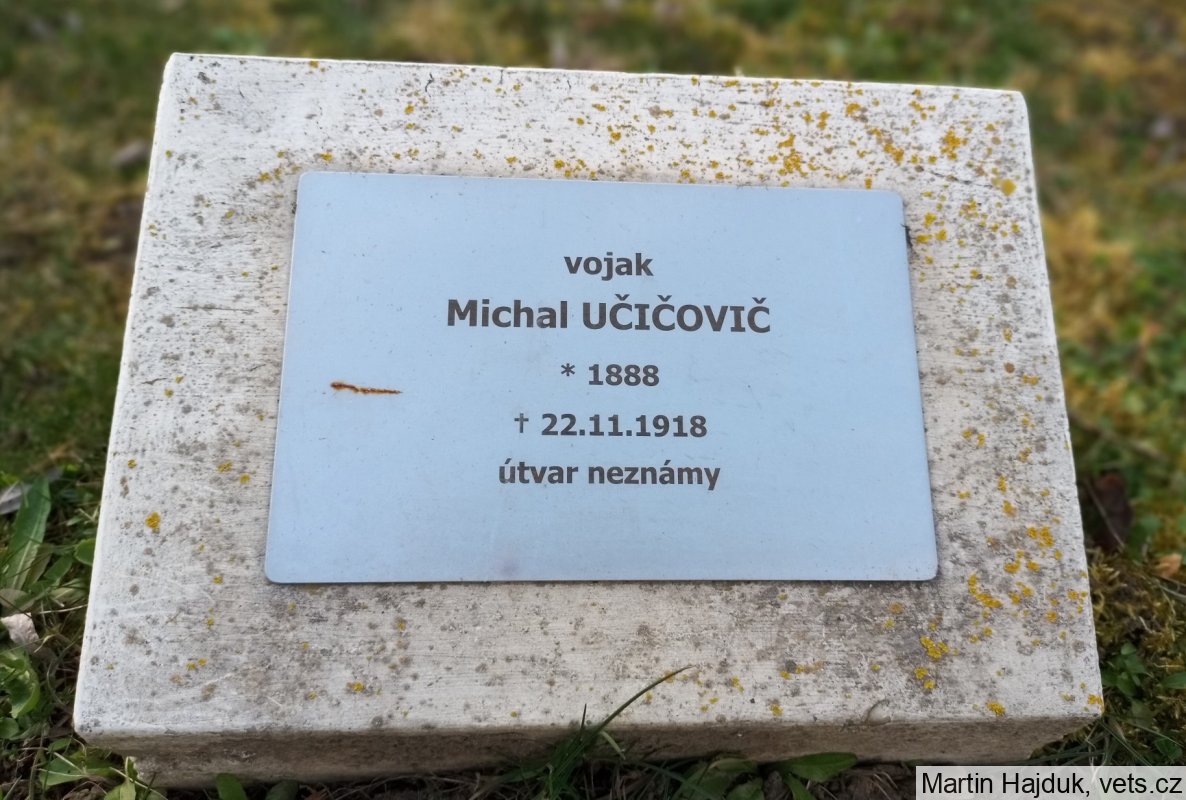 vojak
Michal UČIČOVIČ
* 1888
† 22.11.1918
útvar neznámy
Martin Hajduk, vets.cz